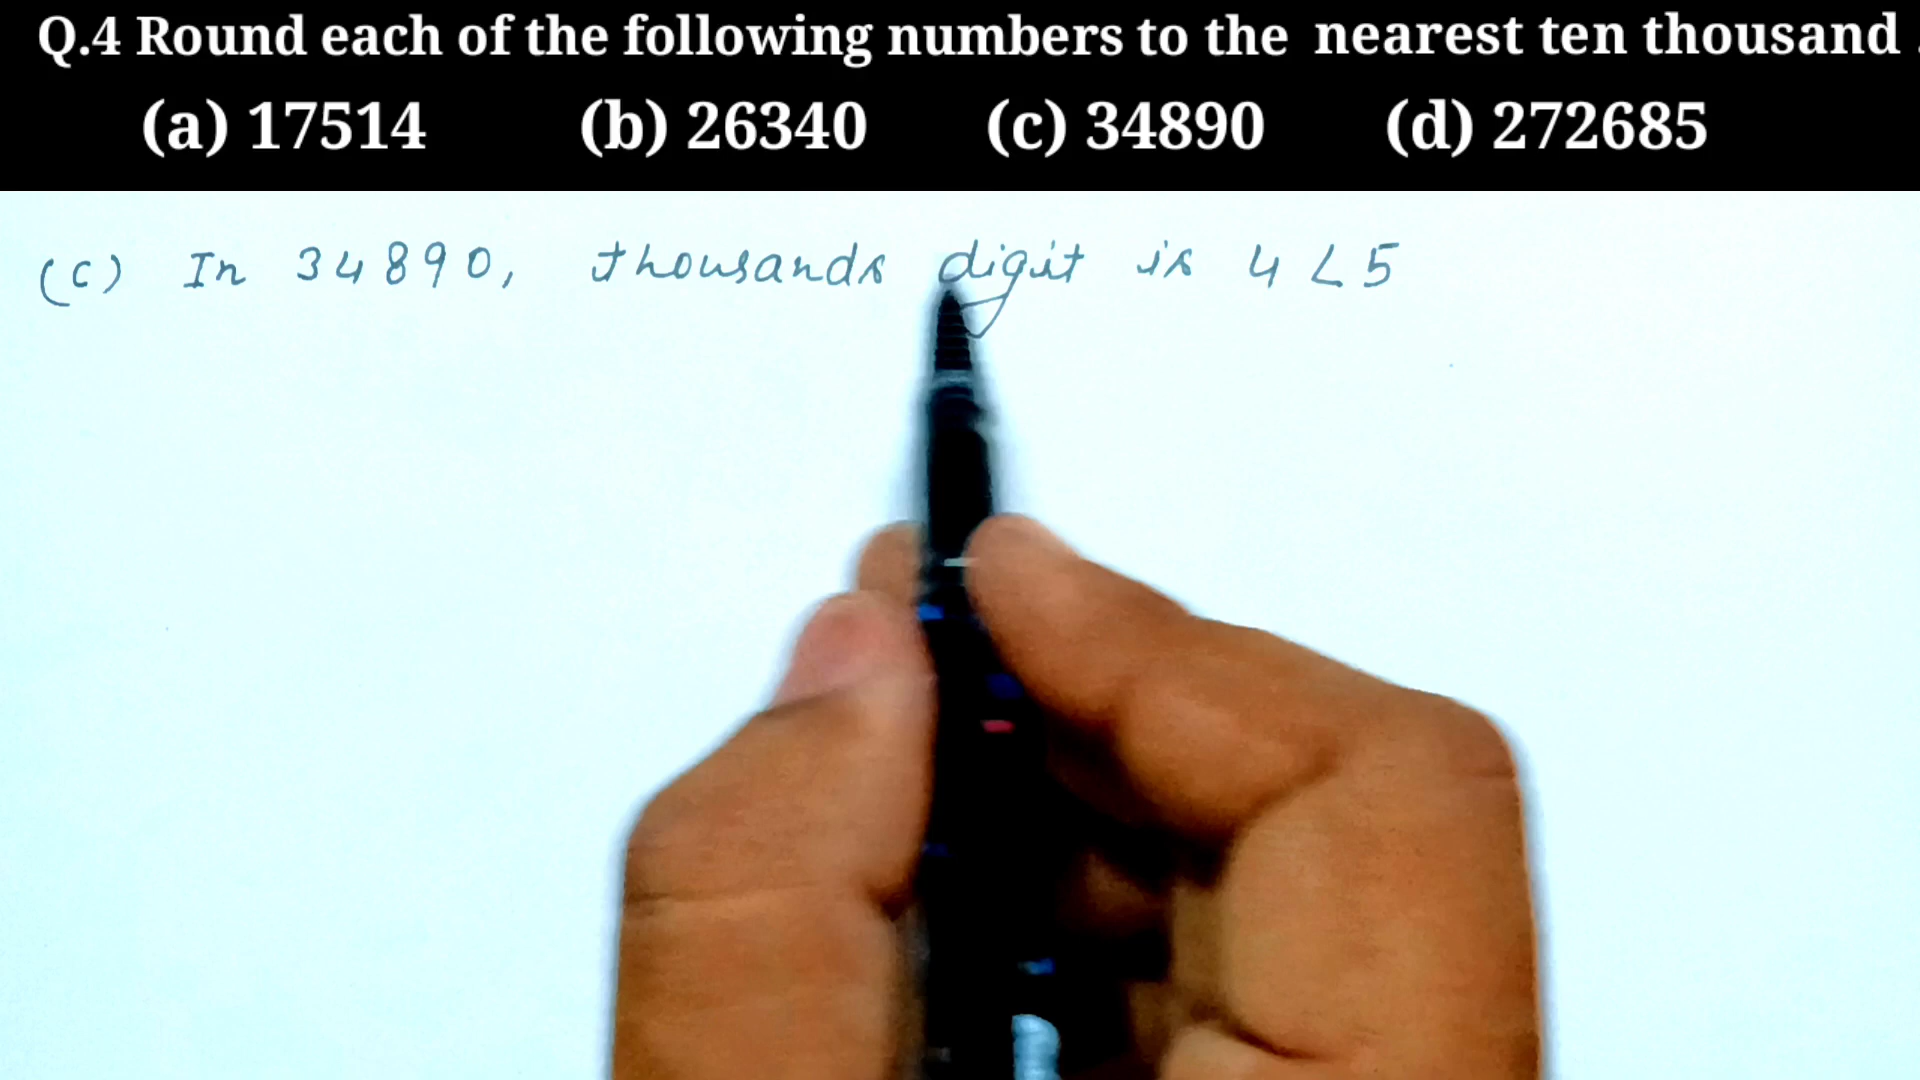 Q.4 Round each of the following numbers to the nearest ten thousand .
(a) 17514 (b) 26340 (c) 34890 (d) 272685
(c) In 34890, thousands digit is 4 < 5